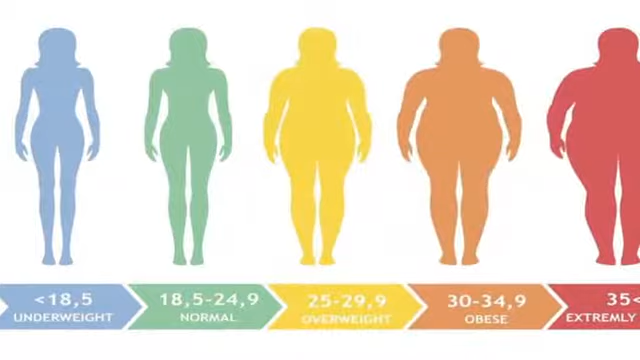 <18,5
UNDERWEIGHT
18,5-24,9
NORMAL
25-29,9
OVERWEIGHT
30-34,9
OBESE
35<
EXTREMLY